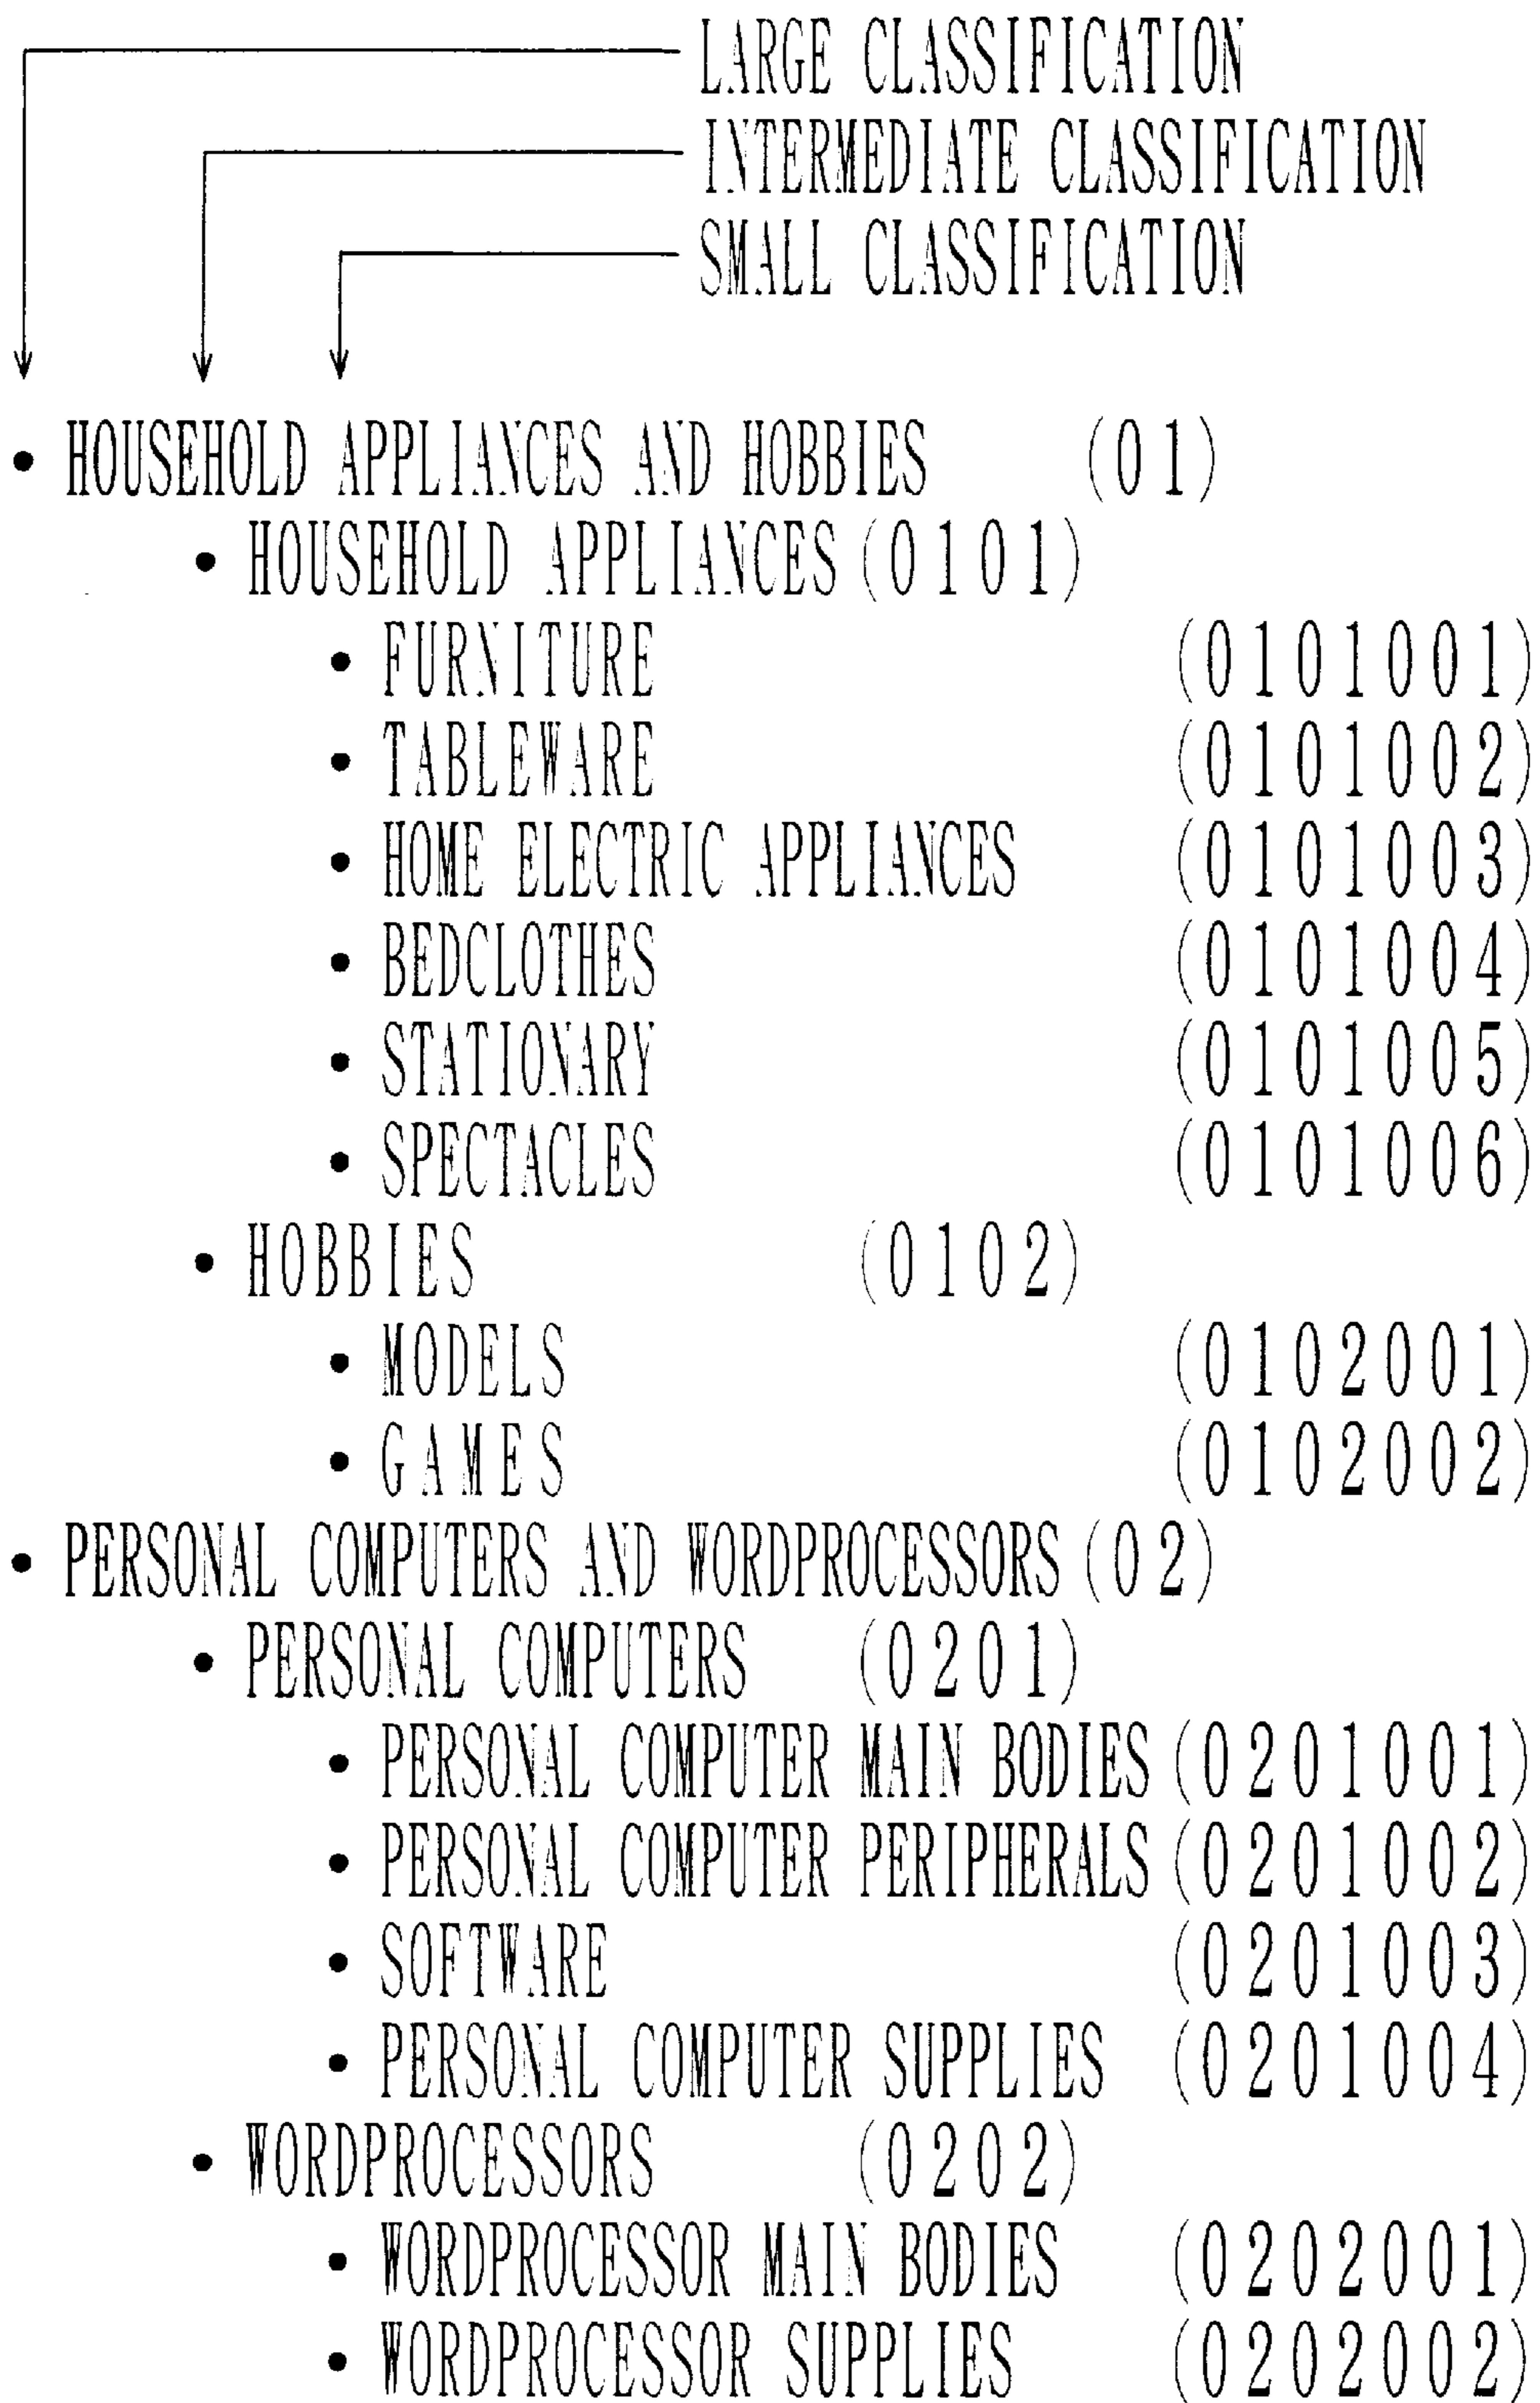 LARGE CLASSIFICATION
INTERMEDIATE CLASSIFICATION
SMALL CLASSIFICATION
• HOUSEHOLD APPLIANCES AND HOBBIES (01)
• HOUSEHOLD APPLIANCES (0101)
• FURNITURE (0101001)
• TABLEWARE (0101002)
• HOME ELECTRIC APPLIANCES (0101003)
• BEDCLOTHES (0101004)
• STATIONARY (0101005)
• SPECTACLES (0101006)
• HOBBIES (0102)
• MODELS (0102001)
• GAMES (0102002)
• PERSONAL COMPUTERS AND WORDPROCESSORS (02)
• PERSONAL COMPUTERS (0201)
• PERSONAL COMPUTER MAIN BODIES (0201001)
• PERSONAL COMPUTER PERIPHERALS (0201002)
• SOFTWARE (0201003)
• PERSONAL COMPUTER SUPPLIES (0201004)
• WORDPROCESSORS (0202)
• WORDPROCESSOR MAIN BODIES (0202001)
• WORDPROCESSOR SUPPLIES (0202002)